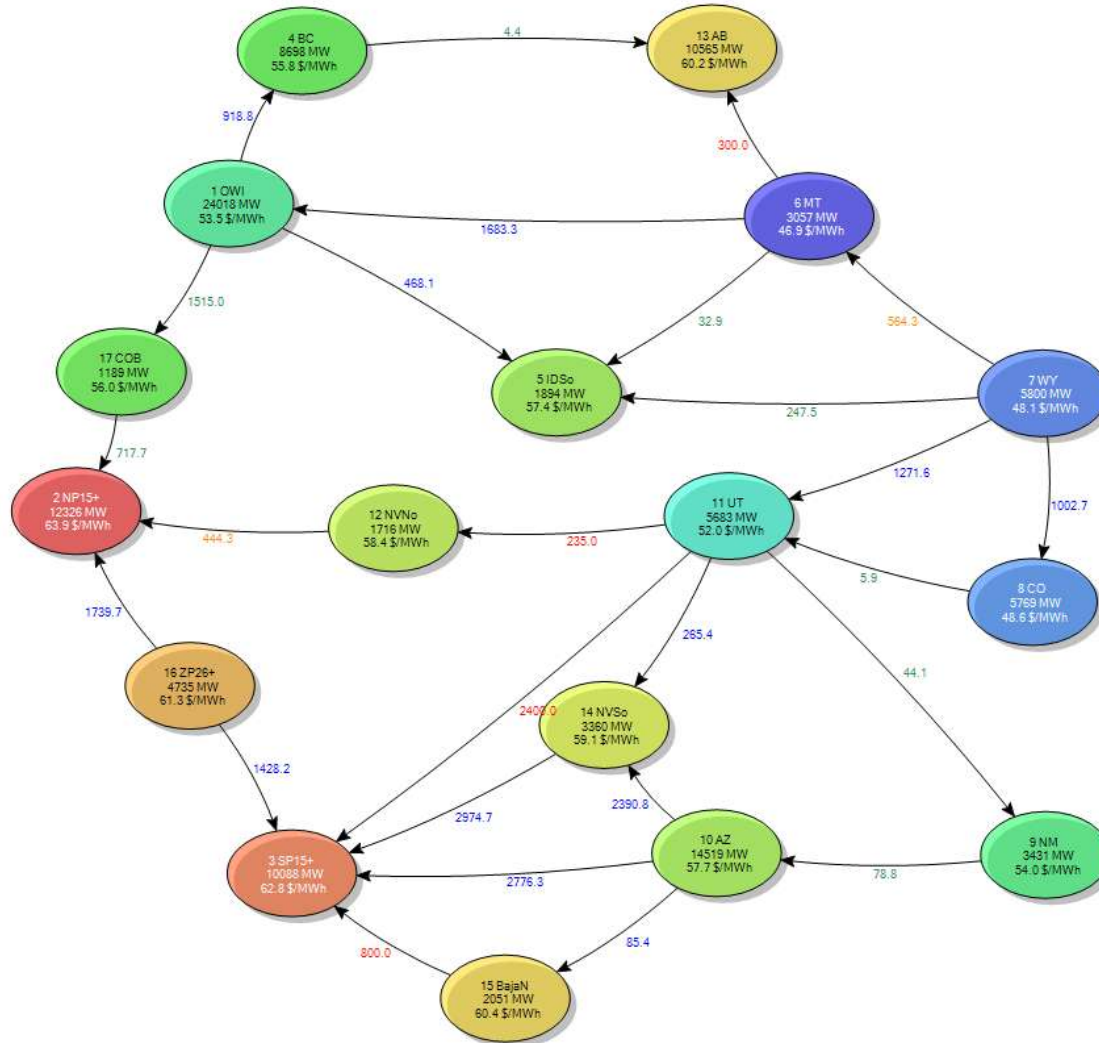 4 BC
8698 MW
55.8 $/MWh
4.4
13 AB
10565 MW
60.2 $/MWh
918.8
300.0
1 OWI
24018 MW
53.5 $/MWh
6 MT
3057 MW
46.9 $/MWh
1683.3
468.1
1515.0
32.9
564.3
17 COB
1189 MW
56.0 $/MWh
5 IDSo
1894 MW
57.4 $/MWh
7 WY
5800 MW
48.1 $/MWh
247.5
717.7
1271.6
1002.7
2 NP15+
12326 MW
63.9 $/MWh
12 NVNo
1716 MW
58.4 $/MWh
11 UT
5683 MW
52.0 $/MWh
444.3
235.0
5.9
8 CO
5769 MW
48.6 $/MWh
1739.7
265.4
44.1
16 ZP26+
4735 MW
61.3 $/MWh
2400.0
14 NVSo
3360 MW
59.1 $/MWh
1428.2
2974.7
2390.8
3 SP15+
10088 MW
62.8 $/MWh
10 AZ
14519 MW
57.7 $/MWh
9 NM
3431 MW
54.0 $/MWh
2776.3
78.8
800.0
85.4
15 BajaN
2051 MW
60.4 $/MWh